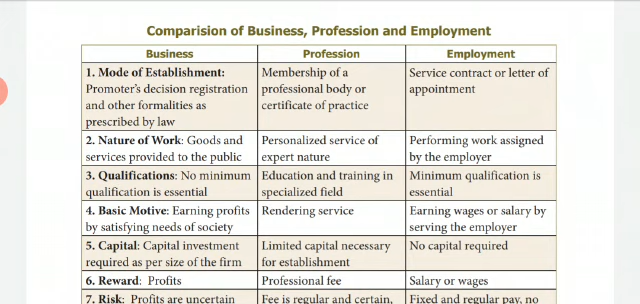 Comparision of Business, Profession and Employment
Business Profession Employment
1. Mode of Establishment: Membership of a Service contract or letter of
Promoter's decision registration professional body or appointment
and other formalities as certificate of practice
prescribed by law
2. Nature of Work: Goods and Personalized service of Performing work assigned
services provided to the public expert nature by the employer
3. Qualifications: No minimum Education and training in Minimum qualification is
qualification is essential specialized field essential
4. Basic Motive: Earning profits Rendering service Earning wages or salary by
by satisfying needs of society serving the employer
5. Capital: Capital investment Limited capital necessary No capital required
required as per size of the firm for establishment
6. Reward: Profits Professional fee Salary or wages
7. Risk: Profits are uncertain Fee is regular and certain, Fixed and regular pay, no